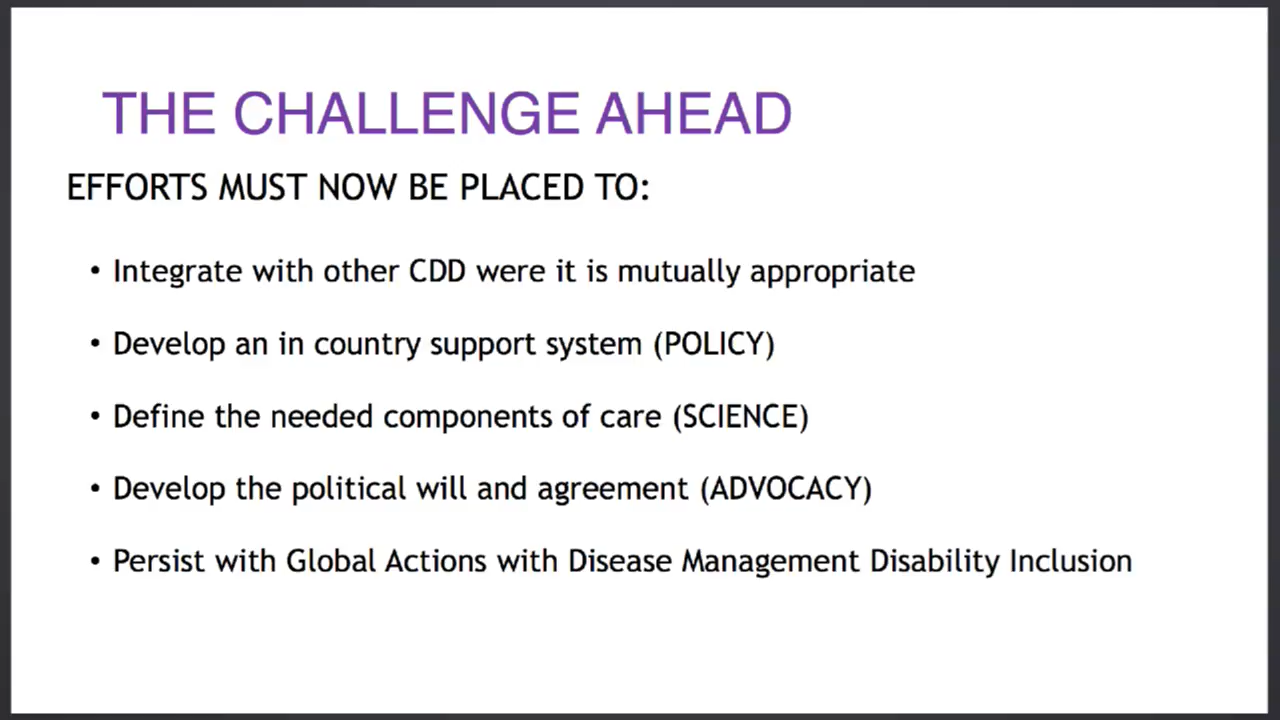 THE CHALLENGE AHEAD
EFFORTS MUST NOW BE PLACED TO:
• Integrate with other CDD were it is mutually appropriate
• Develop an in country support system (POLICY)
• Define the needed components of care (SCIENCE)
• Develop the political will and agreement (ADVOCACY)
• Persist with Global Actions with Disease Management Disability Inclusion